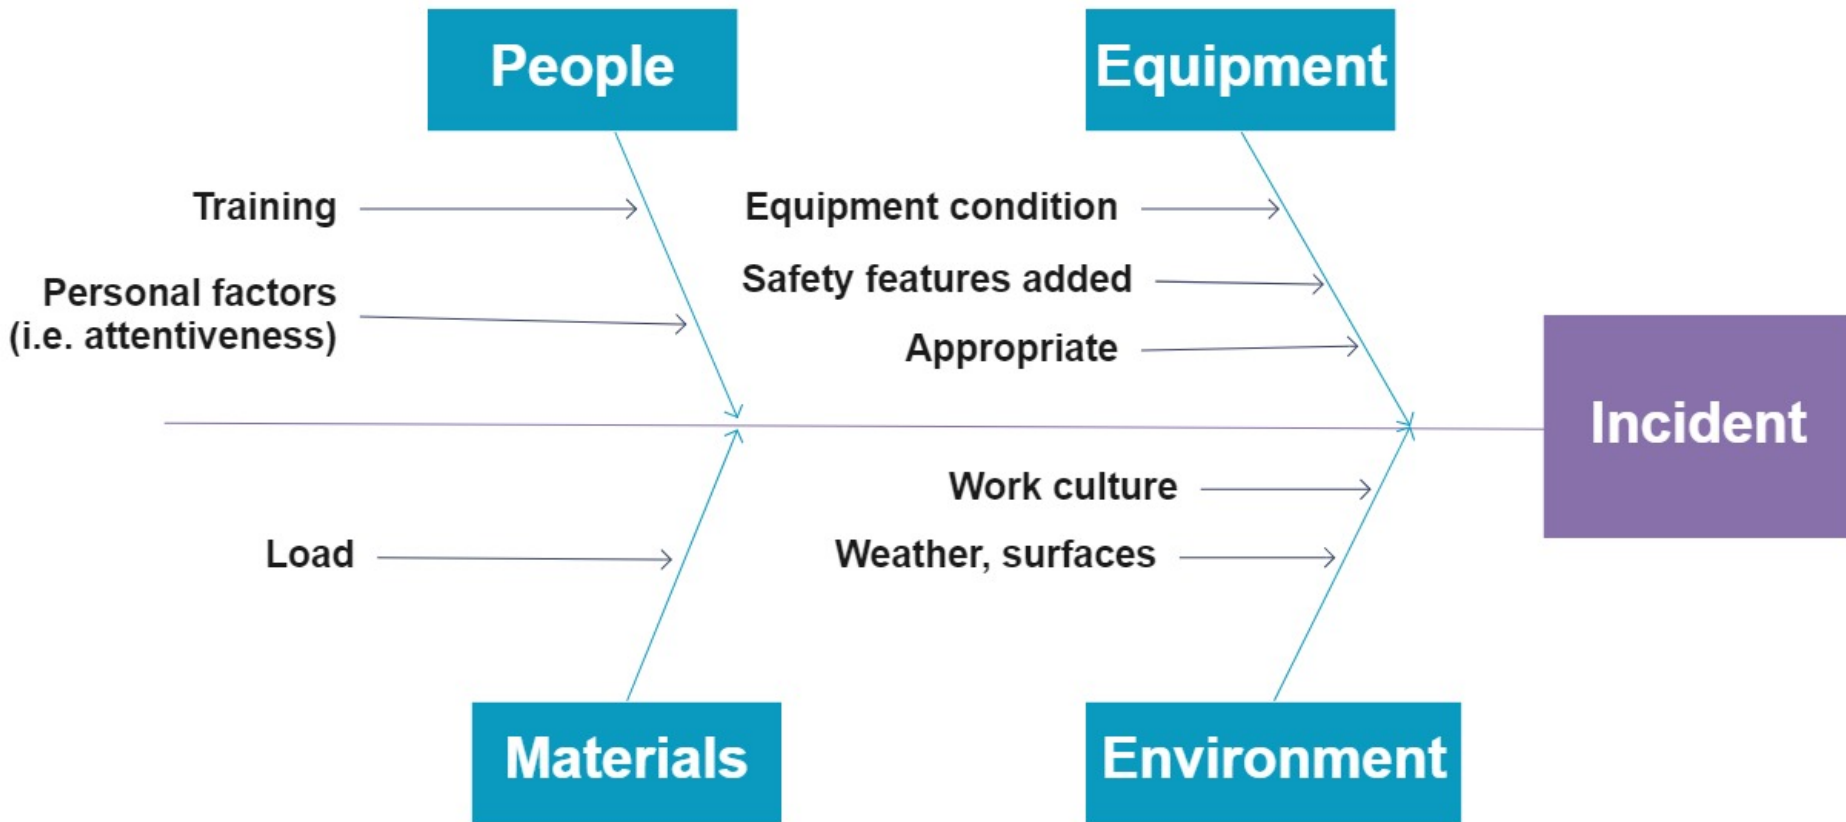 People
Equipment
Training
Equipment condition
Safety features added
Personal factors
(i.e. attentiveness)
Appropriate
Incident
Work culture
Load
Weather, surfaces
Materials
Environment